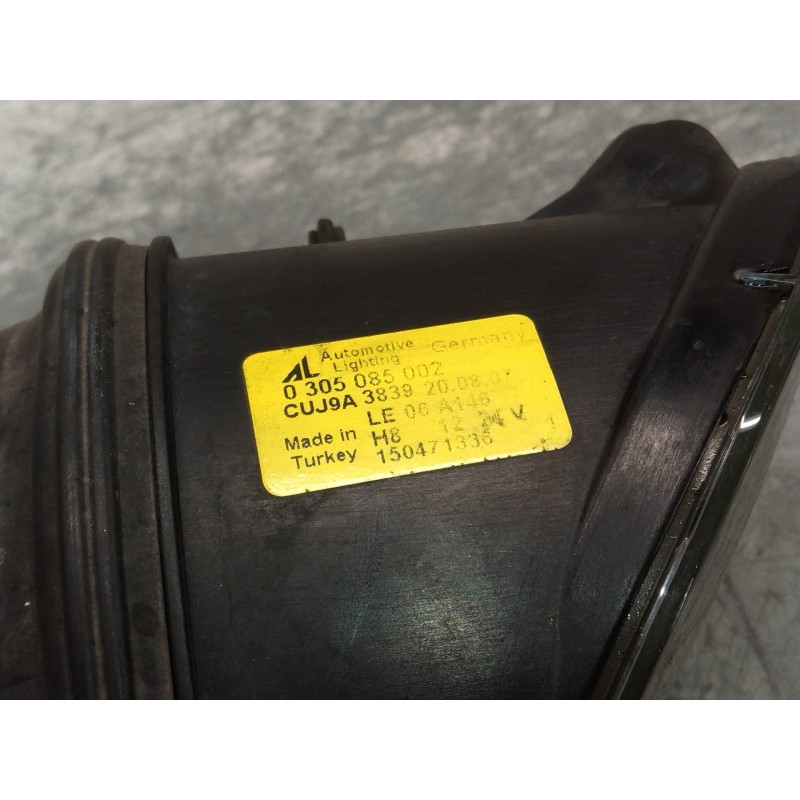 AL Automotive Lighting Germany
0 305 085 002
CUJ9A 3839 20.08.07
LE 06 A146
Made in H8 12 V
Turkey 150471336